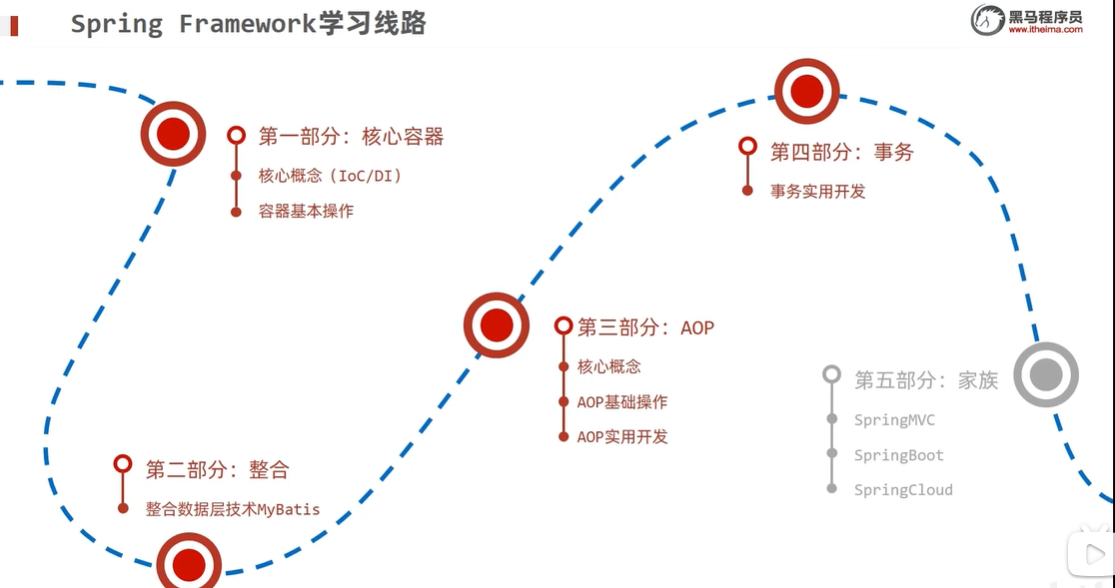 Spring Framework学习线路
黑马程序员
www.itheima.com
第一部分：核心容器
核心概念（IoC/DI）
容器基本操作
第二部分：整合
整合数据层技术MyBatis
第三部分：AOP
核心概念
AOP基础操作
AOP实用开发
第四部分：事务
事务实用开发
第五部分：家族
SpringMVC
SpringBoot
SpringCloud